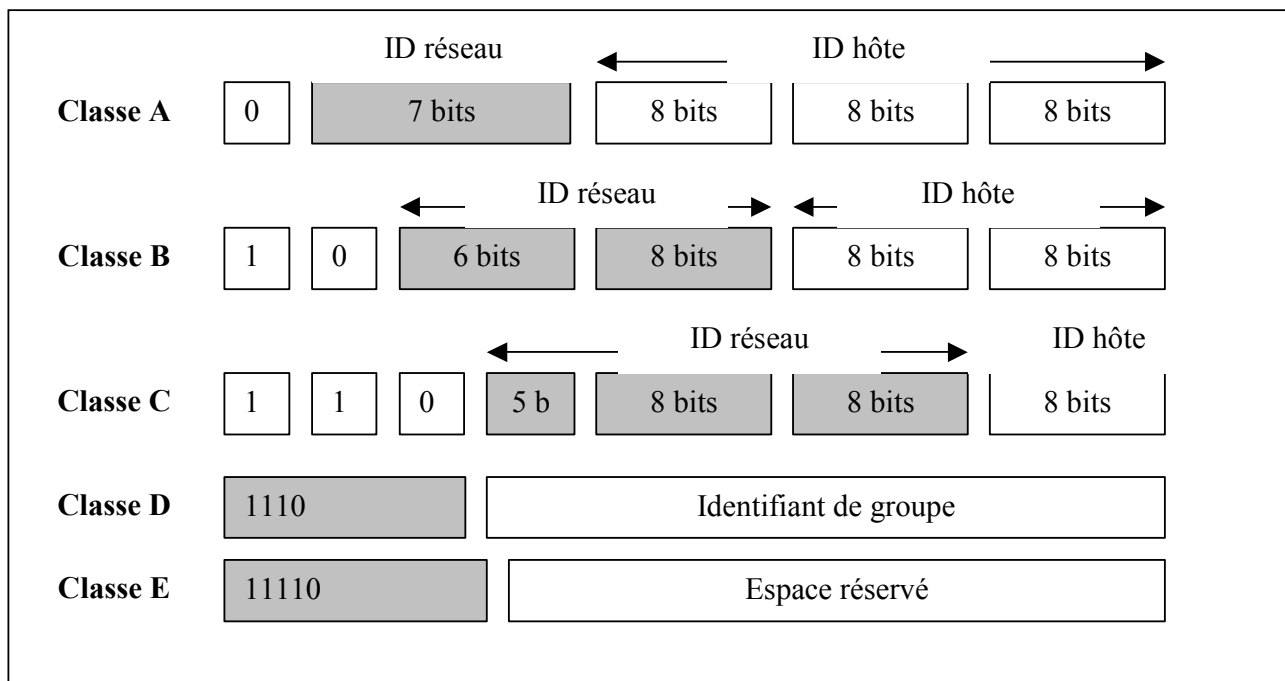 ID réseau ID hôte
Classe A 0 7 bits 8 bits 8 bits 8 bits
ID réseau ID hôte
Classe B 1 0 6 bits 8 bits 8 bits 8 bits
ID réseau ID hôte
Classe C 1 1 0 5 b 8 bits 8 bits 8 bits
Classe D 1110 Identifiant de groupe
Classe E 11110 Espace réservé